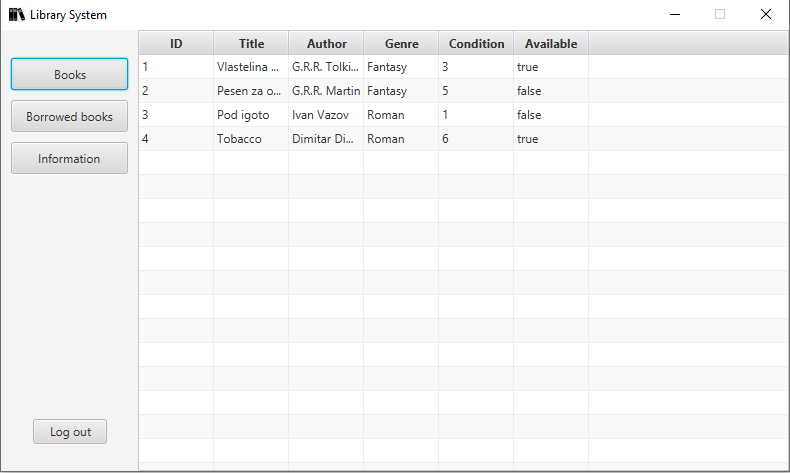 Library System
Books
Borrowed books
Information
Log out
ID Title Author Genre Condition Available
1 Vlastelina ... G.R.R. Tolki... Fantasy 3 true
2 Pesen za o... G.R.R. Martin Fantasy 5 false
3 Pod igoto Ivan Vazov Roman 1 false
4 Tobacco Dimitar Di... Roman 6 true